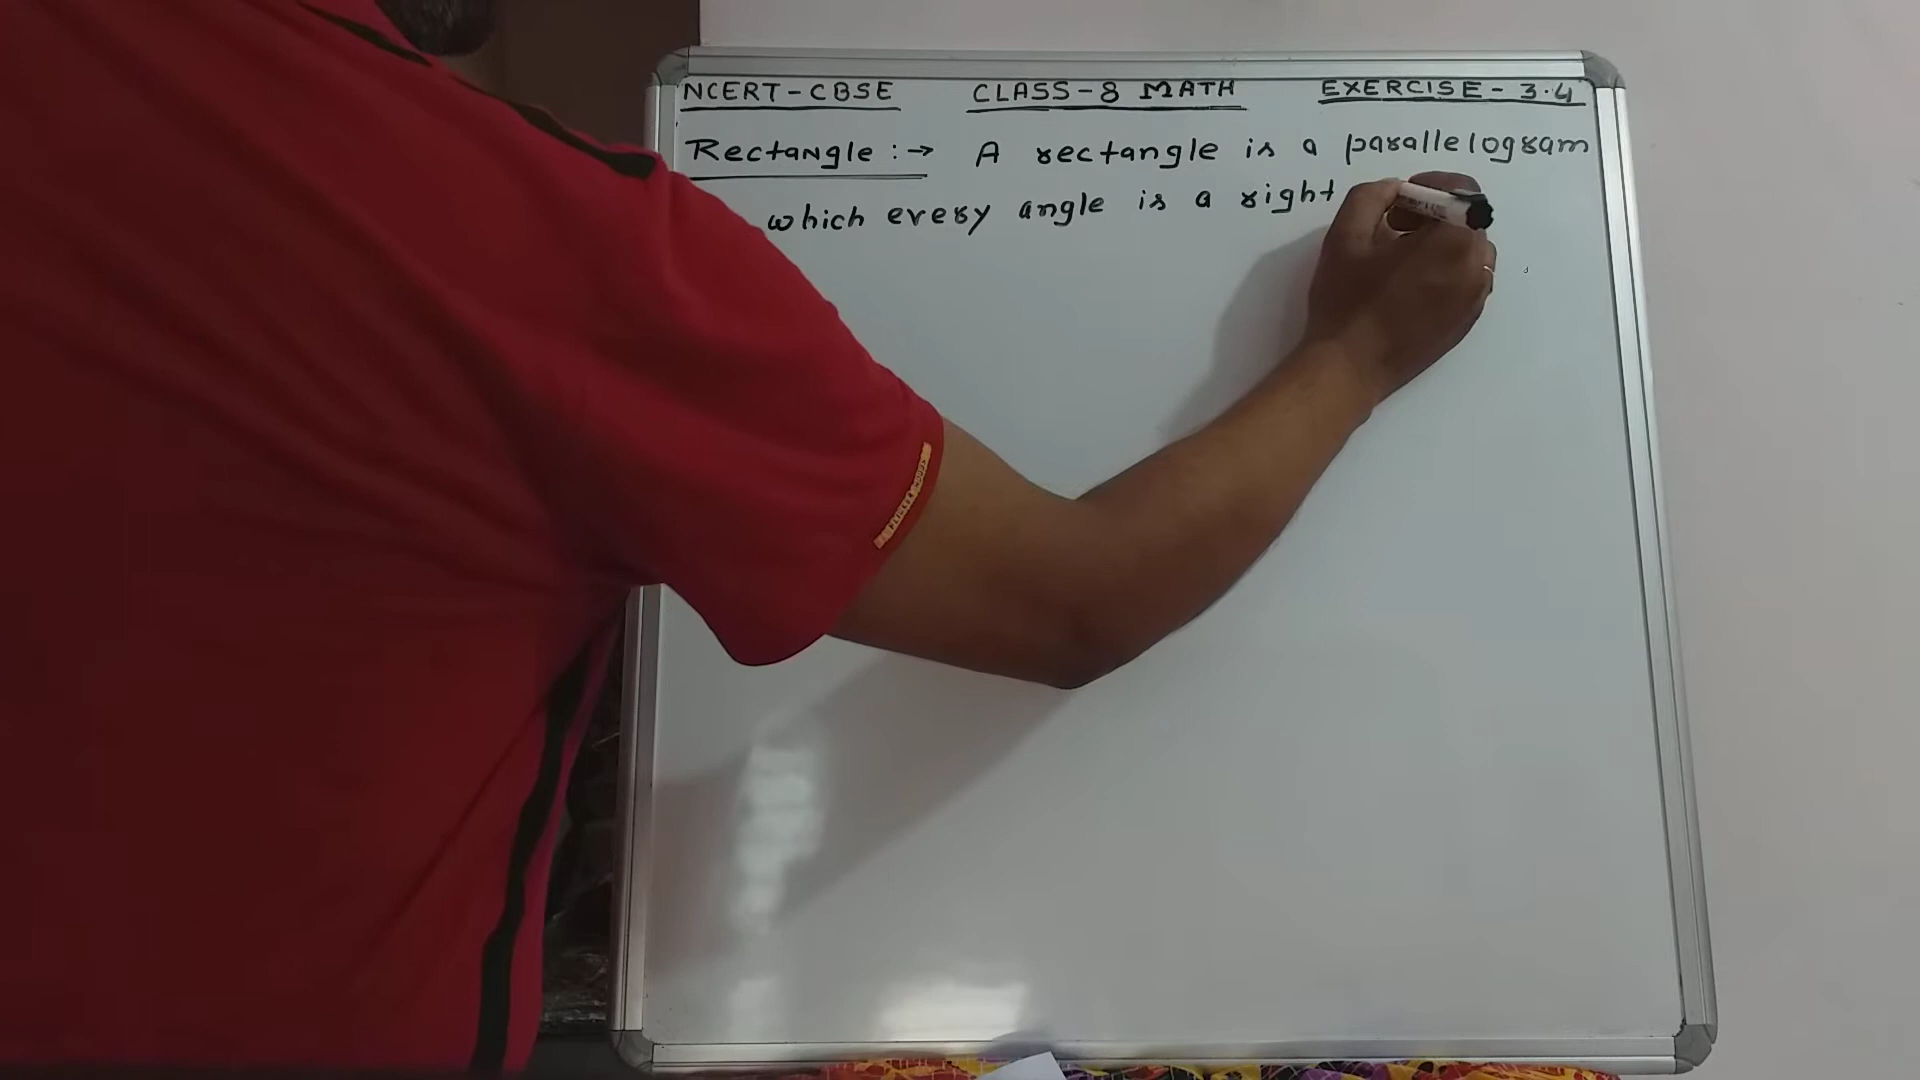 NCERT-CBSE CLASS-8 MATH EXERCISE-3.4
Rectangle :→ A rectangle is a parallelogram
which every angle is a right